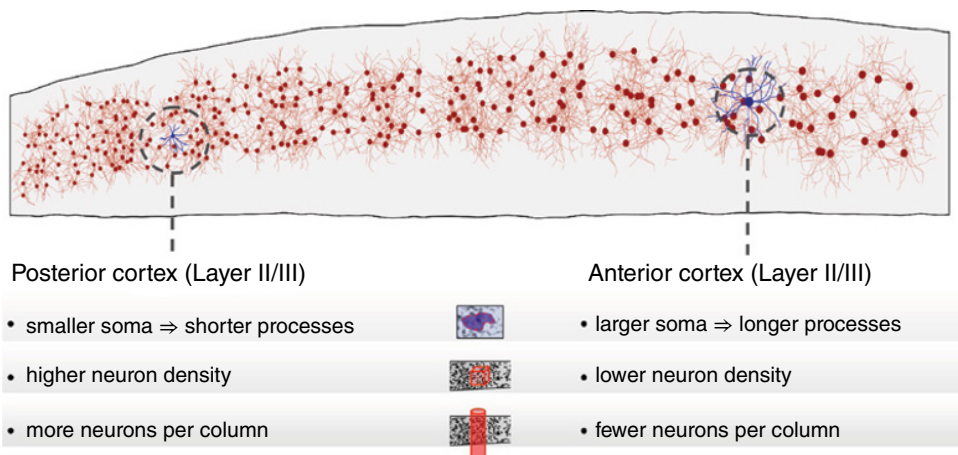 Posterior cortex (Layer II/III)
Anterior cortex (Layer II/III)
• smaller soma ⇒ shorter processes
• larger soma ⇒ longer processes
• higher neuron density
• lower neuron density
• more neurons per column
• fewer neurons per column